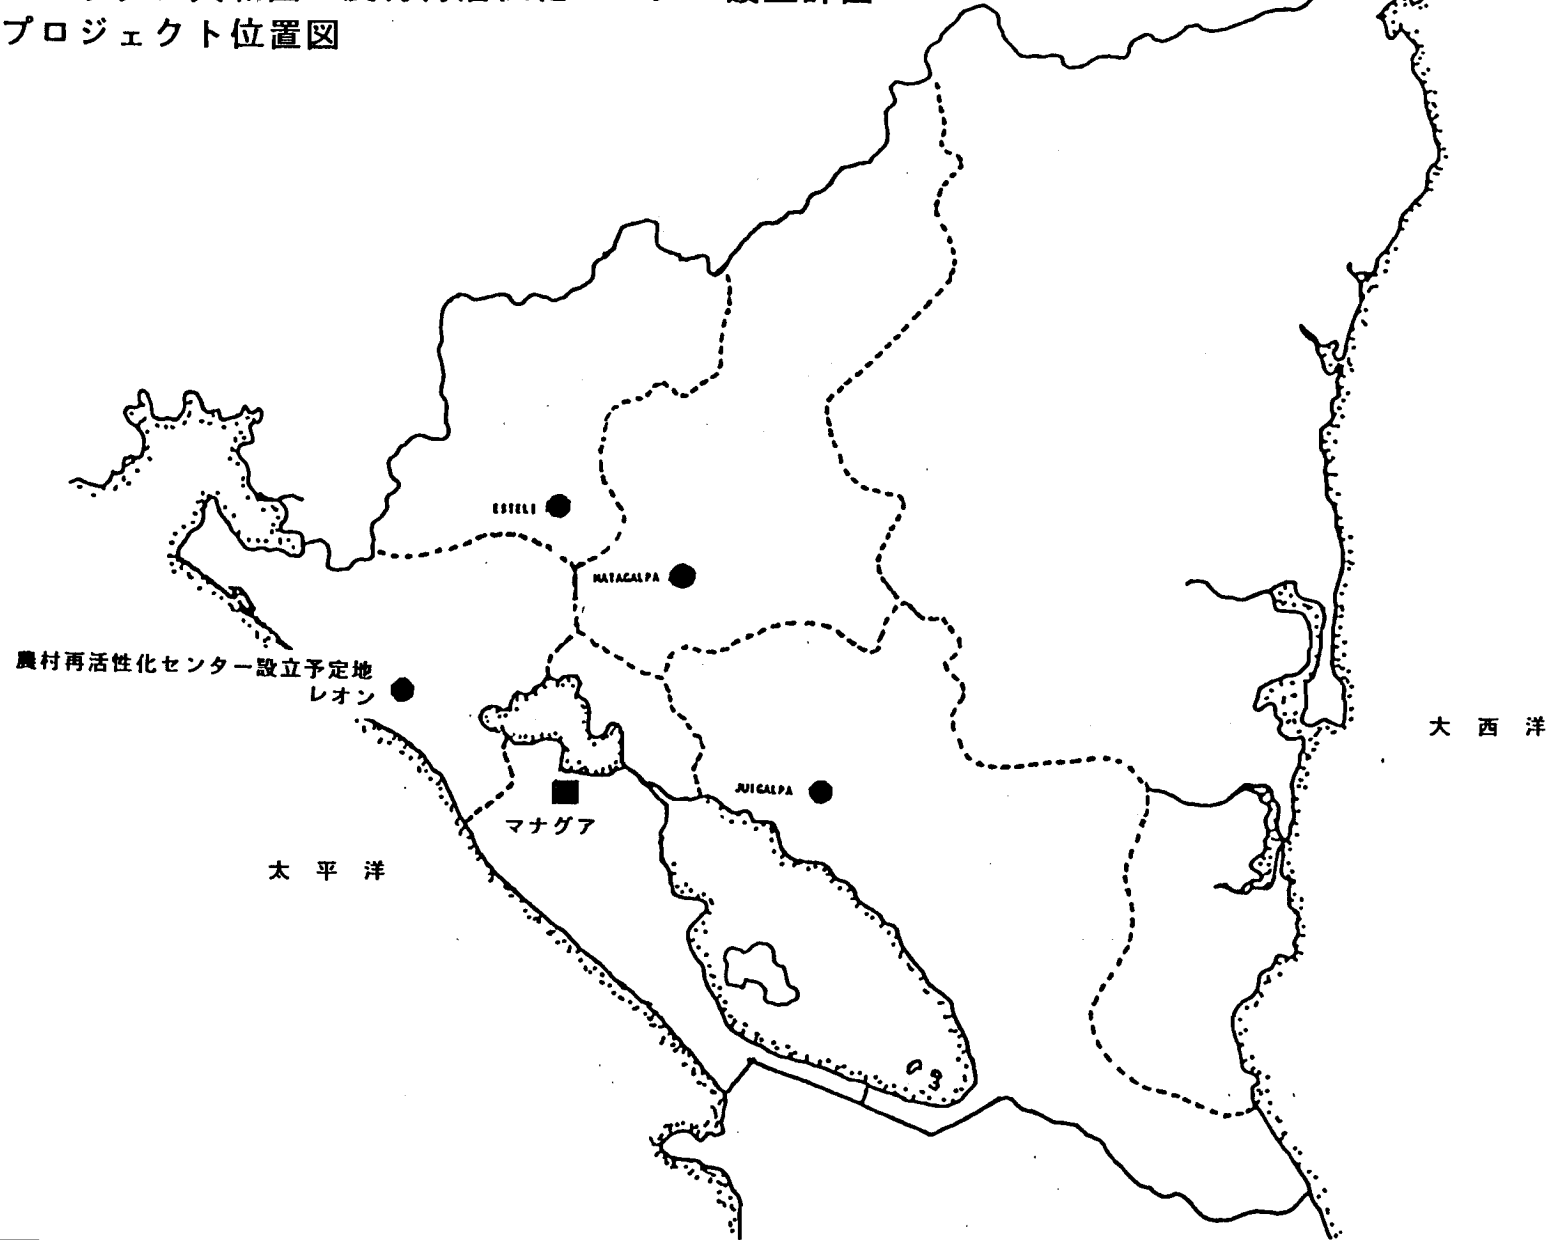 プロジェクト位置図
ESTELI
MATAGALPA
農村再活性化センター設立予定地
レオン
大西洋
JUIGALPA
マナグア
太平洋